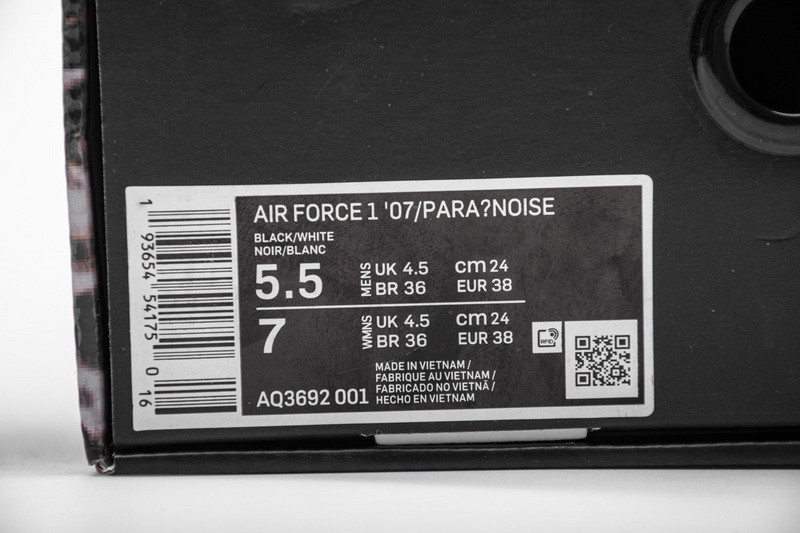 1 93654 54175 0 16
AIR FORCE 1 '07/PARA?NOISE
BLACK/WHITE
NOIR/BLANC
5.5 MENS UK 4.5 cm 24
BR 36 EUR 38
7 WMNS UK 4.5 cm 24
BR 36 EUR 38
RFID
AQ3692 001
MADE IN VIETNAM /
FABRIQUE AU VIETNAM /
FABRICADO NO VIETNÃ /
HECHO EN VIETNAM